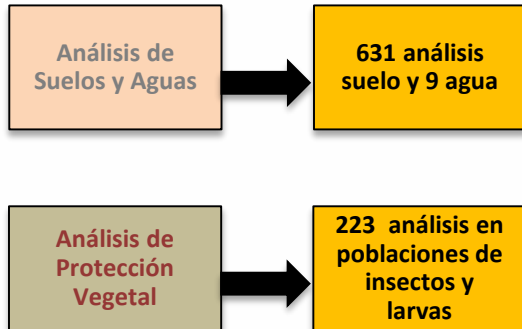 Análisis de
Suelos y Aguas
631 análisis
suelo y 9 agua
Análisis de
Protección
Vegetal
223 análisis en
poblaciones de
insectos y
larvas